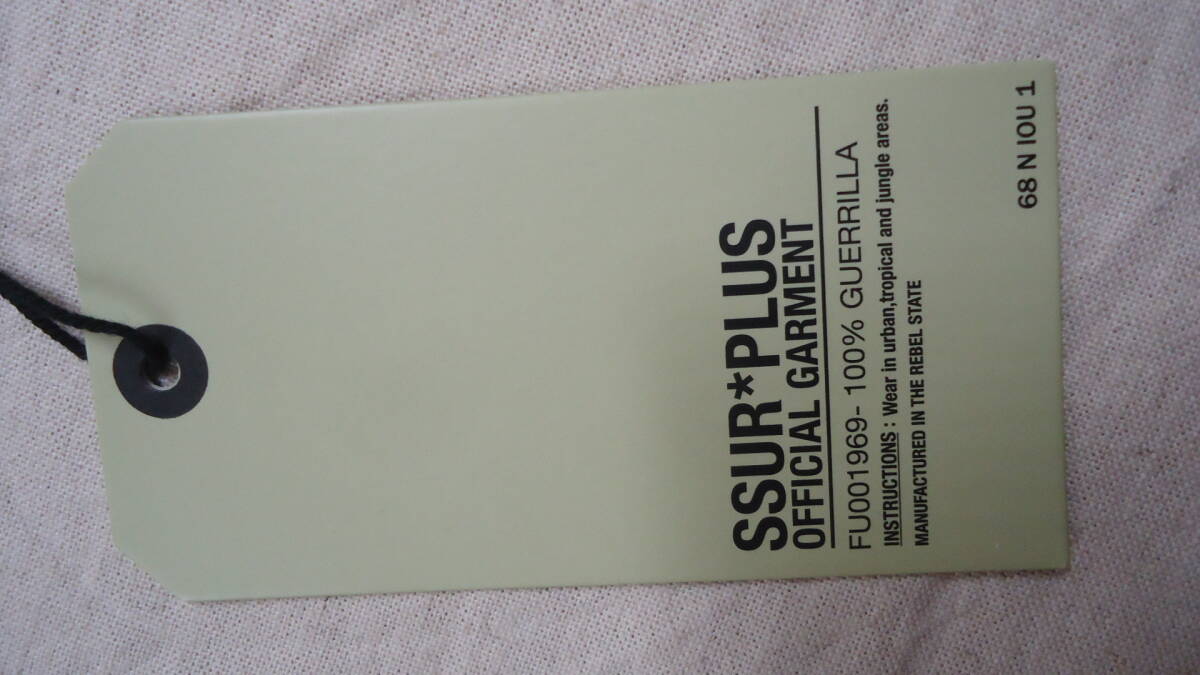 SSUR*PLUS
OFFICIAL GARMENT
FU001969- 100% GUERRILLA
INSTRUCTIONS : Wear in urban,tropical and jungle areas.
MANUFACTURED IN THE REBEL STATE
68 N IOU 1